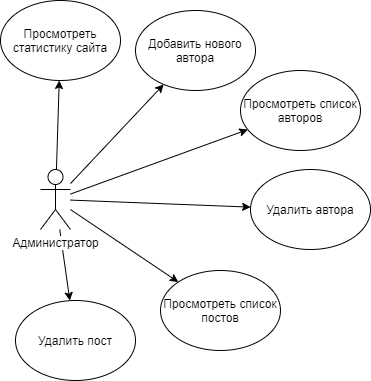 Просмотреть
статистику сайта
Добавить нового
автора
Просмотреть список
авторов
Удалить автора
Администратор
Просмотреть список
постов
Удалить пост